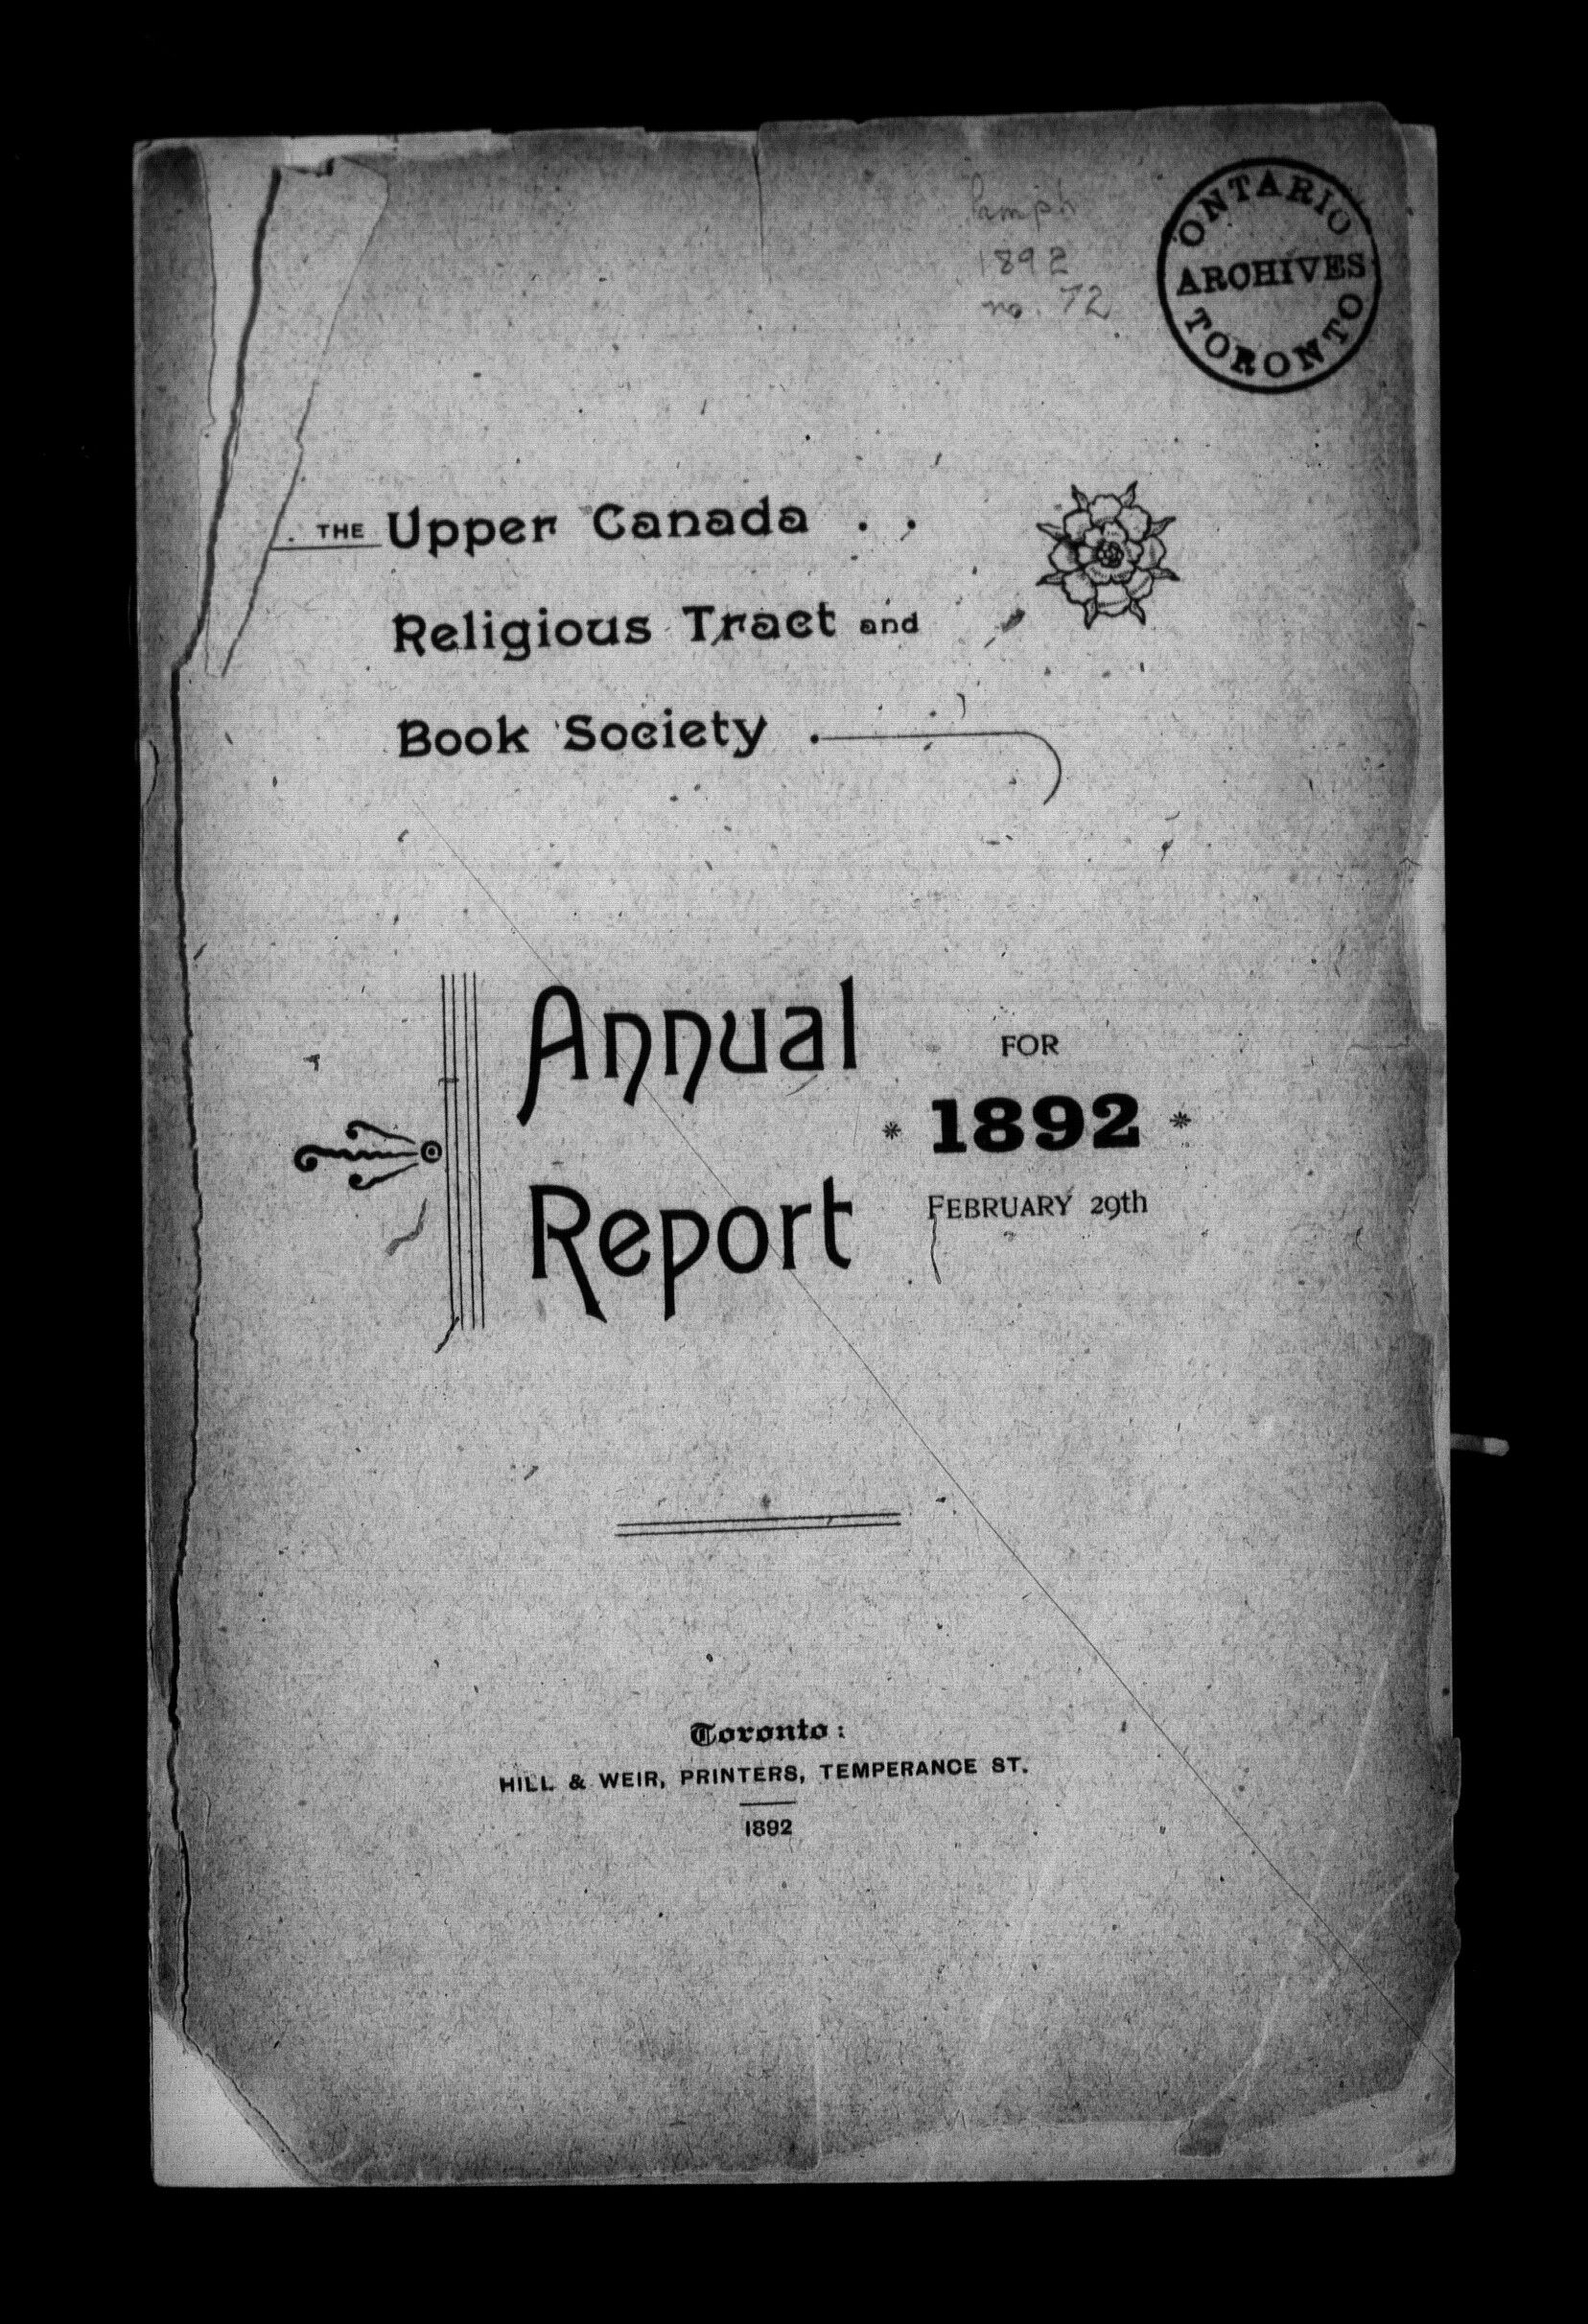 Pamph
1892
no. 72
ONTARIO
ARCHIVES
TORONTO
THE Upper Canada . .
Religious Tract and
Book Society .
Annual
Report
FOR
* 1892 *
FEBRUARY 29th
Toronto:
HILL & WEIR, PRINTERS, TEMPERANCE ST.
1892